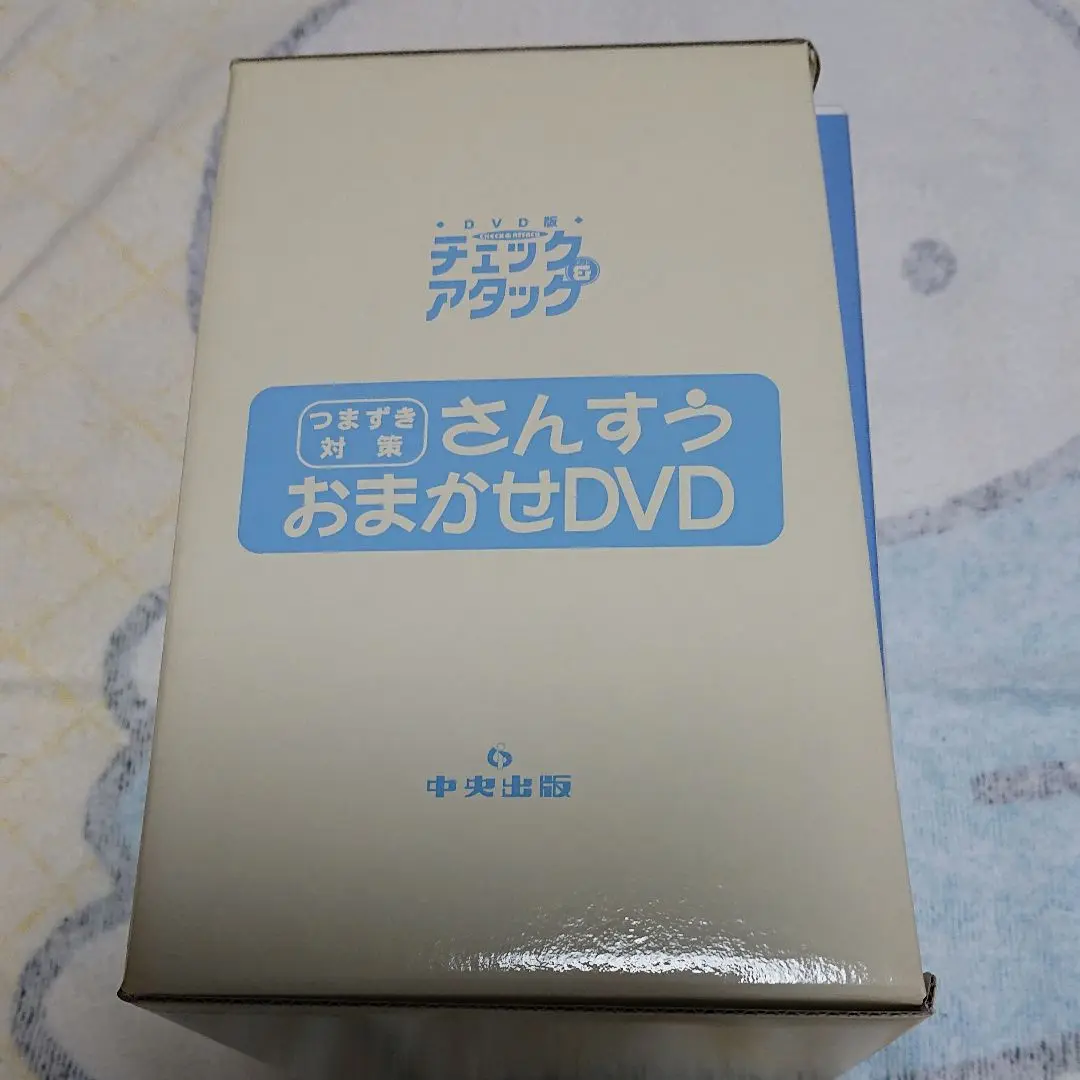 DVD版
CHECK & ATTACK
チェック&
アタック
つまずき
対策
さんすう
おまかせDVD
中央出版